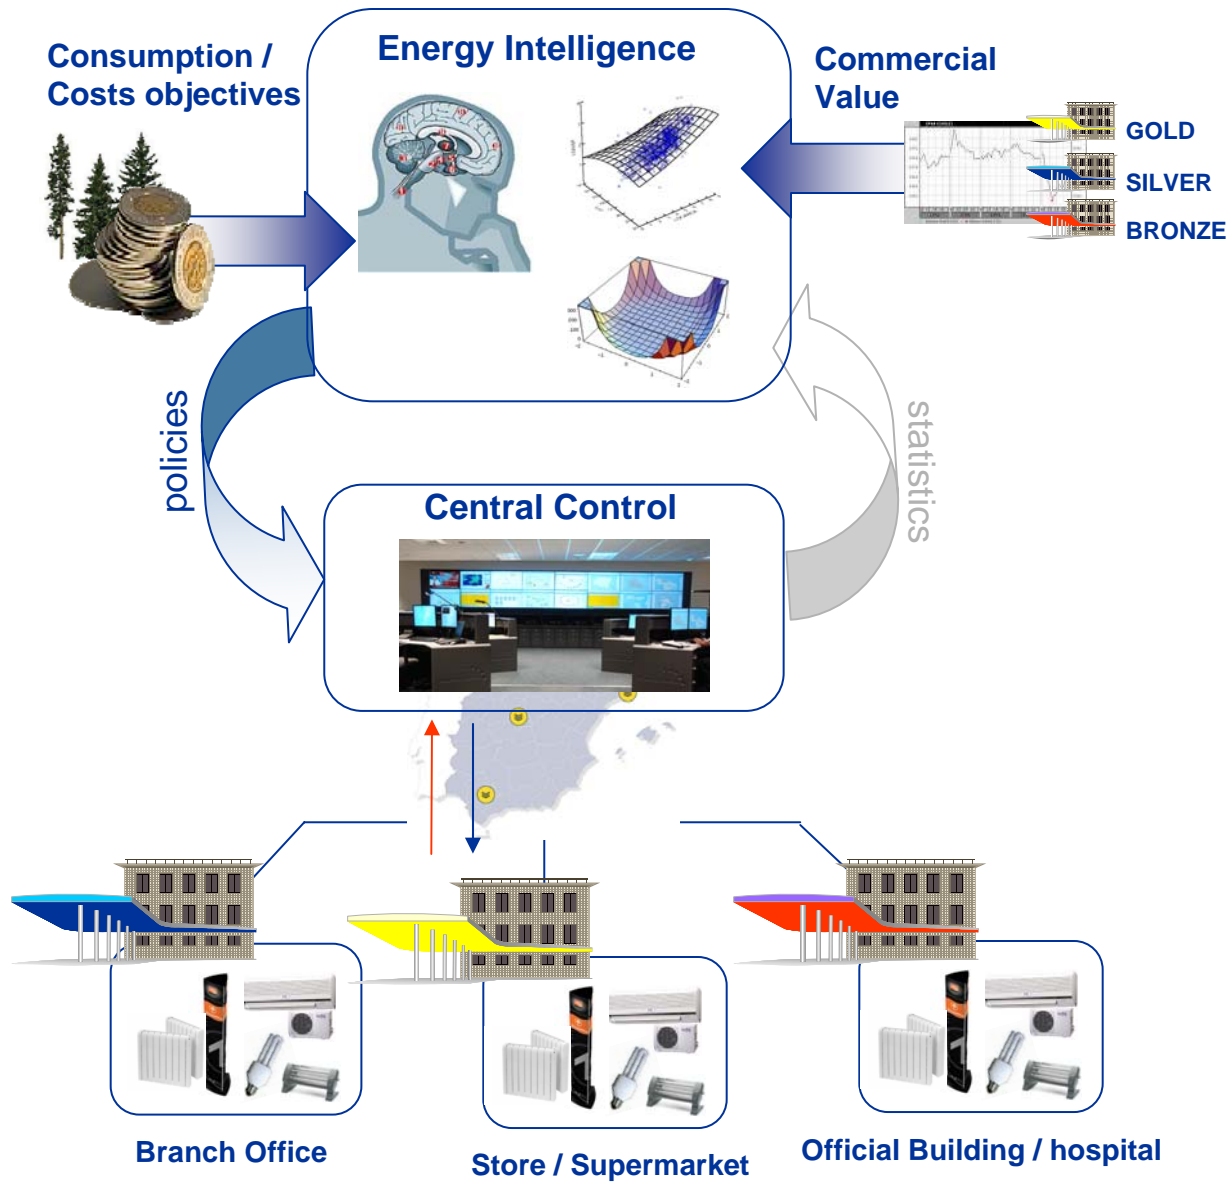 Energy Intelligence
Consumption /
Costs objectives
Commercial
Value
GOLD
SILVER
BRONZE
policies
statistics
Central Control
Branch Office
Store / Supermarket
Official Building / hospital